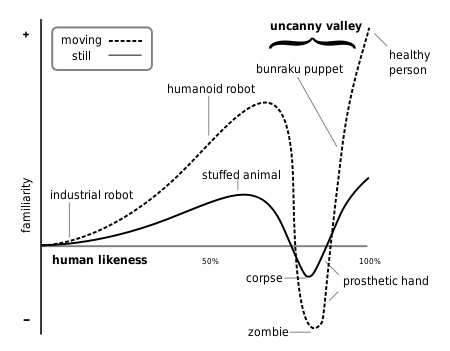 uncanny valley
+
moving
still
healthy
person
bunraku puppet
humanoid robot
stuffed animal
industrial robot
familiarity
human likeness
50%
100%
corpse
prosthetic hand
zombie
–